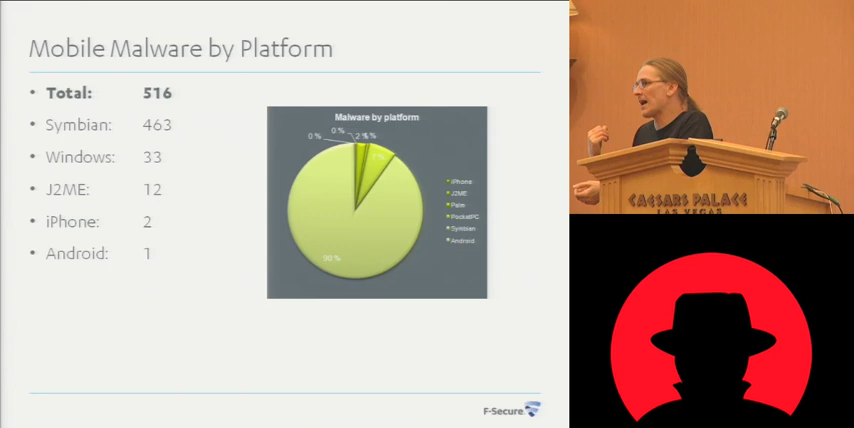 Mobile Malware by Platform
• Total: 516
• Symbian: 463
• Windows: 33
• J2ME: 12
• iPhone: 2
• Android: 1
Malware by platform
0 %
0 %
2 %
90 %
iPhone
J2ME
Palm
PocketPC
Symbian
Android
F-Secure
CAESARS PALACE
LAS VEGAS